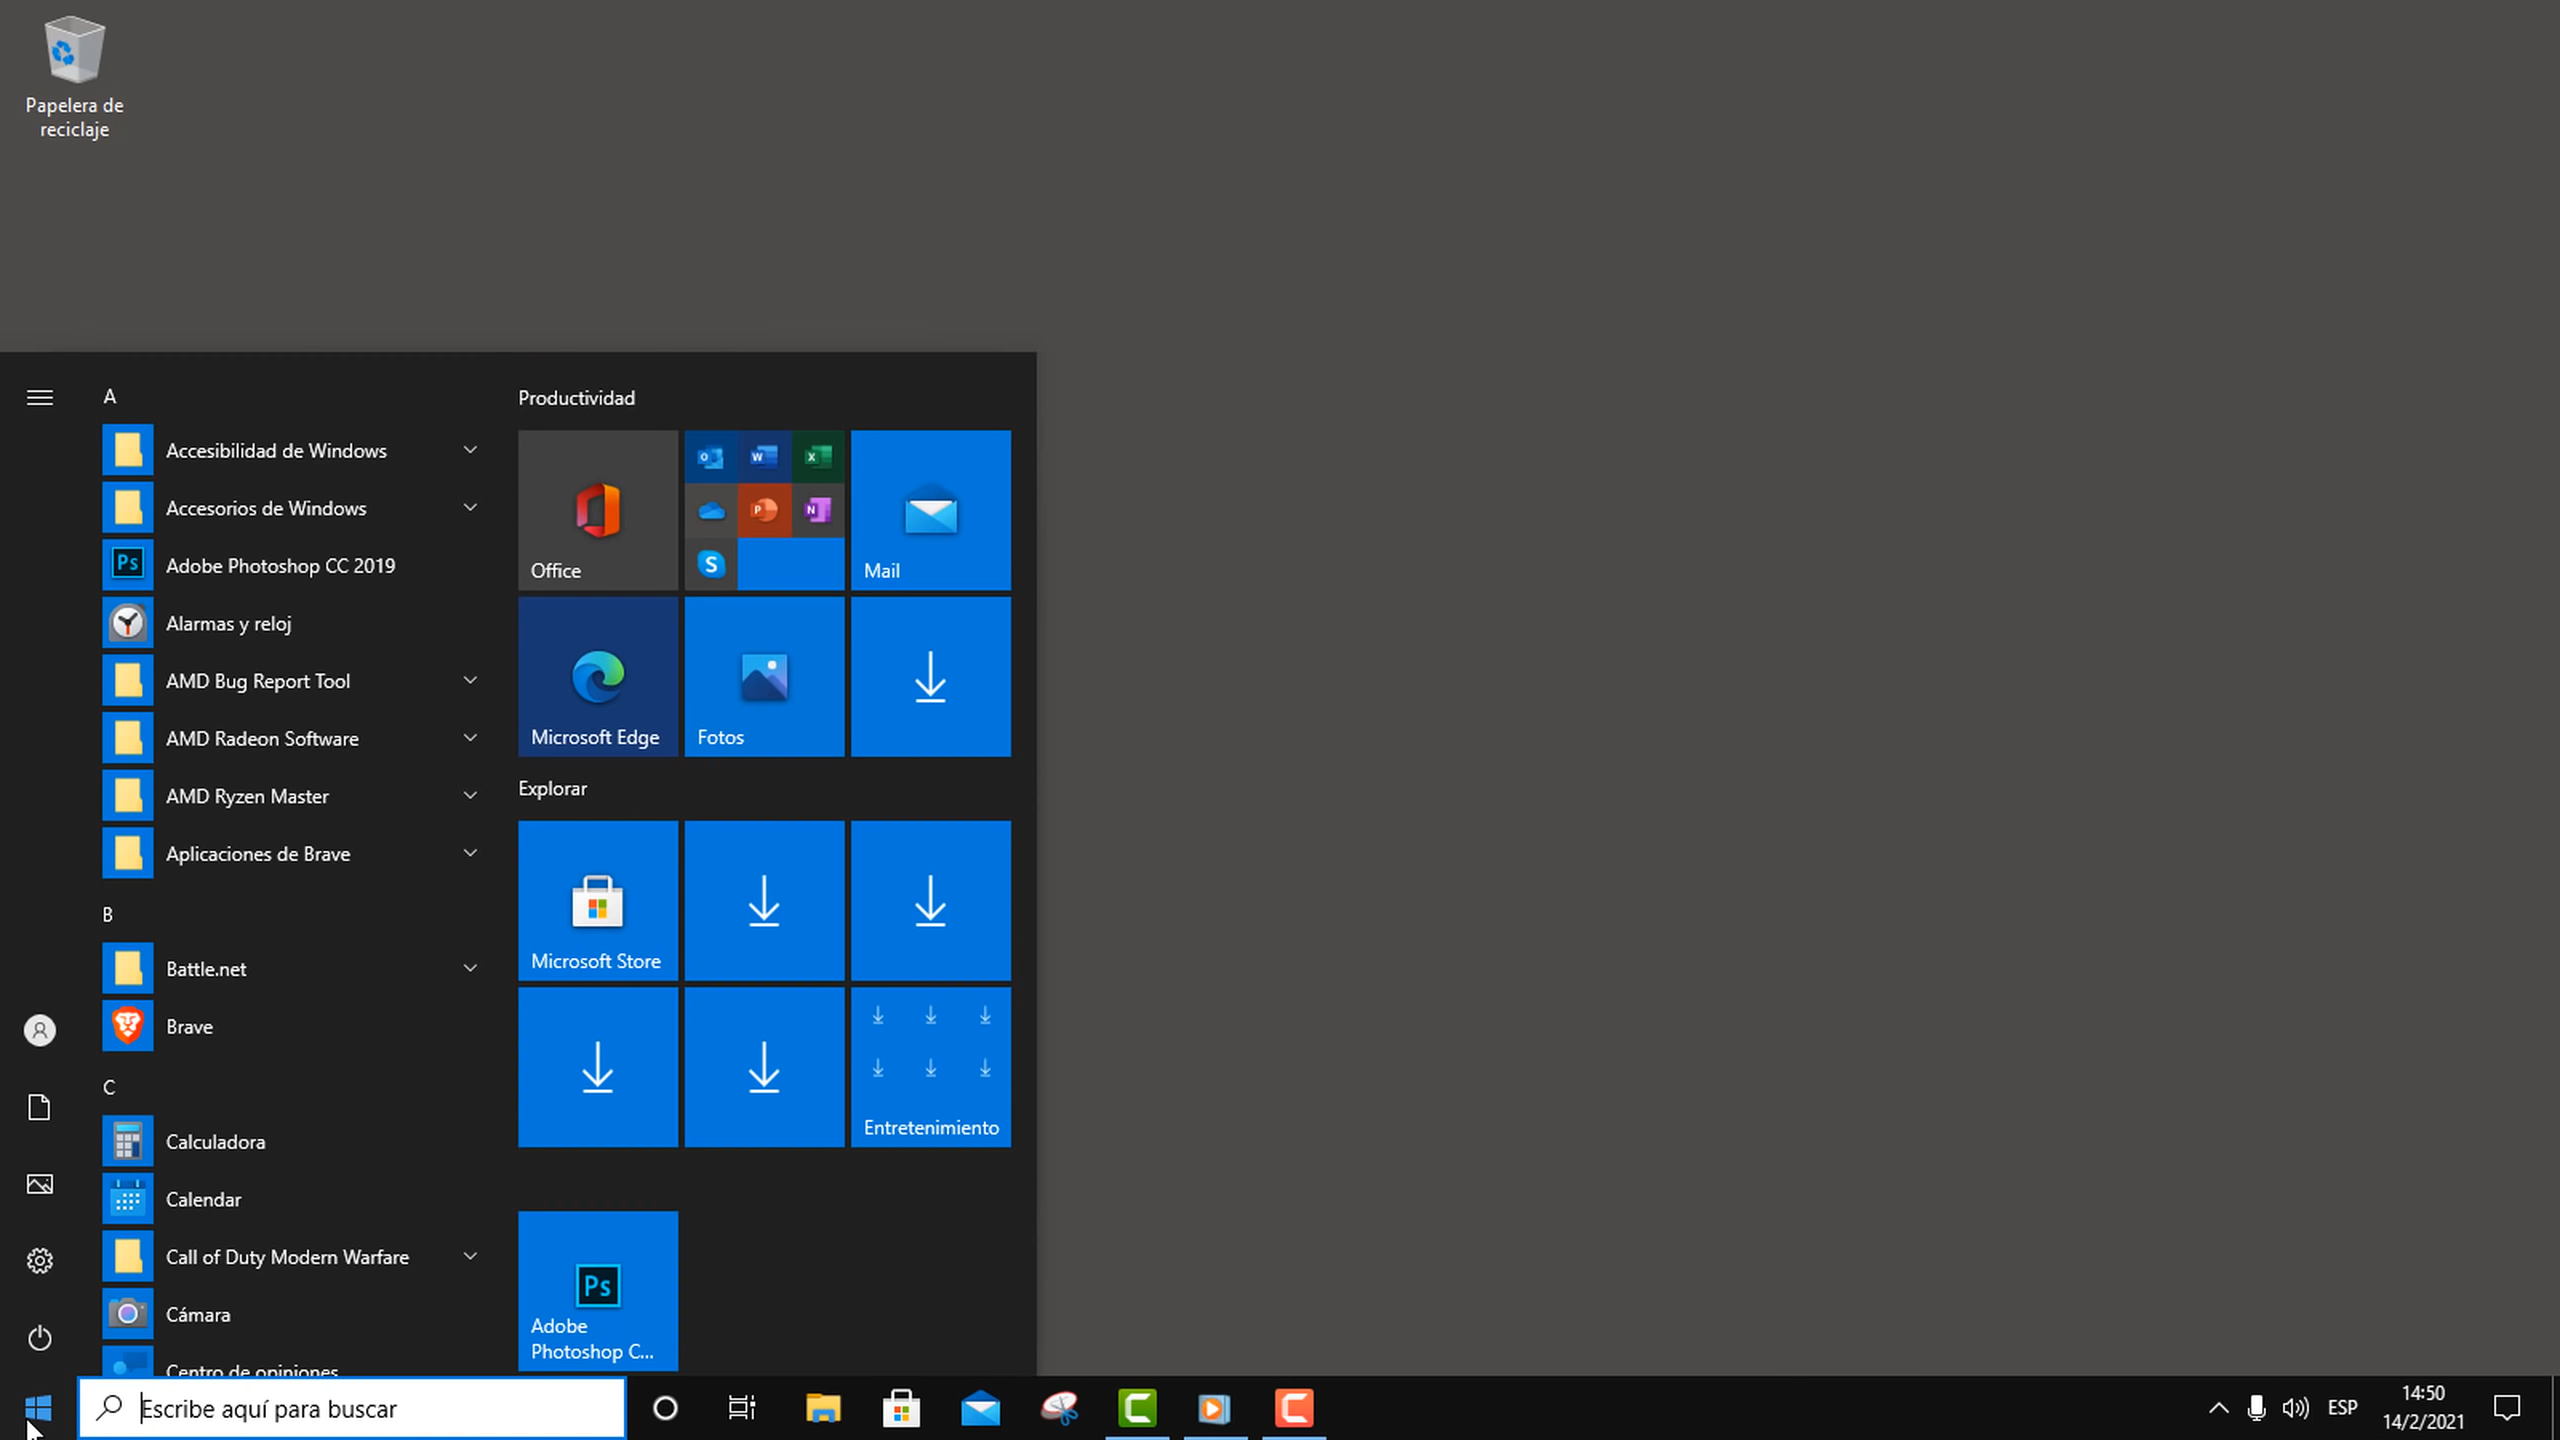 Papelera de
reciclaje
A
Accesibilidad de Windows
Accesorios de Windows
Adobe Photoshop CC 2019
Alarmas y reloj
AMD Bug Report Tool
AMD Radeon Software
AMD Ryzen Master
Aplicaciones de Brave
B
Battle.net
Brave
C
Calculadora
Calendar
Call of Duty Modern Warfare
Cámara
Centro de opiniones
Productividad
Office
Mail
Microsoft Edge
Fotos
Explorar
Microsoft Store
Entretenimiento
Ps
Adobe
Photoshop C...
Escribe aquí para buscar
ESP
14:50
14/2/2021